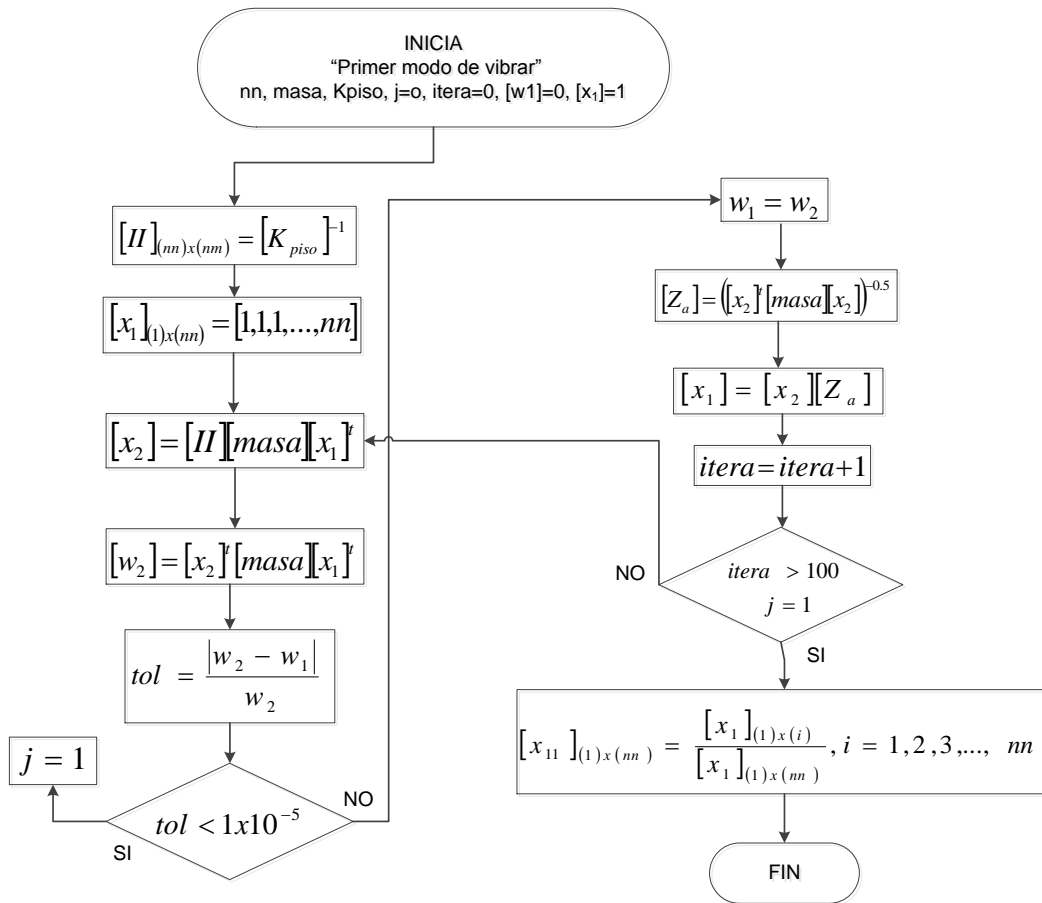 INICIA
“Primer modo de vibrar”
nn, masa, Kpiso, j=o, itera=0, [w1]=0, [x₁]=1
[II]₍ₙₙ₎ₓ₍ₙₘ₎ = [K_piso]⁻¹
[x₁]₍₁₎ₓ₍ₙₙ₎ = [1,1,1,...,nn]
[x₂] = [II][masa][x₁]ᵗ
[w₂] = [x₂]ᵗ[masa][x₁]ᵗ
tol = |w₂ − w₁| / w₂
j = 1
tol < 1x10⁻⁵
SI
NO
w₁ = w₂
[Zₐ] = ([x₂]ᵗ[masa][x₂])^−0.5
[x₁] = [x₂][Zₐ]
itera=itera+1
itera > 100
j = 1
NO
SI
[x₁₁]₍₁₎ₓ₍ₙₙ₎ = [x₁]₍₁₎ₓ₍ᵢ₎ / [x₁]₍₁₎ₓ₍ₙₙ₎, i = 1,2,3,..., nn
FIN